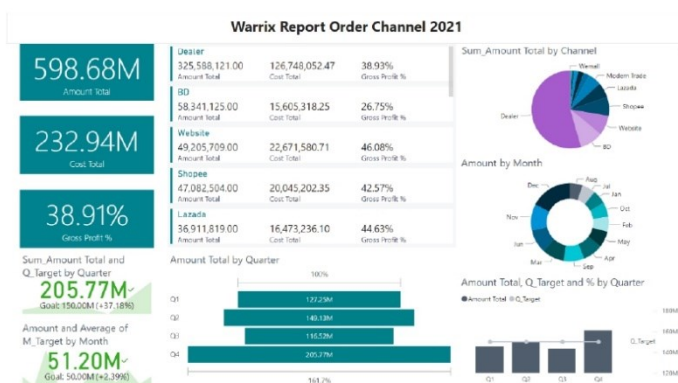 Warrix Report Order Channel 2021
598.68M
Amount Total
232.94M
Cost Total
38.91%
Gross Profit %
Dealer
325,588,121.00 126,748,052.47 38.93%
Amount Total Cost Total Gross Profit %
BD
58,341,125.00 15,605,318.25 26.75%
Amount Total Cost Total Gross Profit %
Website
49,205,709.00 22,671,580.71 46.08%
Amount Total Cost Total Gross Profit %
Shopee
47,082,504.00 20,045,202.35 42.57%
Amount Total Cost Total Gross Profit %
Lazada
36,911,819.00 16,473,236.10 44.63%
Amount Total Cost Total Gross Profit %
Sum_Amount Total by Channel
Warrix
Modern Trade
Lazada
Shopee
Website
BD
Dealer
Amount by Month
Aug
Jul
Jan
Oct
Feb
May
Apr
Sep
Mar
Jun
Nov
Dec
Sum_Amount Total and
Q_Target by Quarter
205.77M
Goal: 150.00M (+37.18%)
Amount and Average of
M_Target by Month
51.20M
Goal: 50.00M (+2.39%)
Amount Total by Quarter
100%
Q1 127.25M
Q2 149.13M
Q3 116.52M
Q4 205.77M
161.7%
Amount Total, Q_Target and % by Quarter
Amount Total Q_Target
180M
160M
Q_Target
140M
120M
Q1 Q2 Q3 Q4